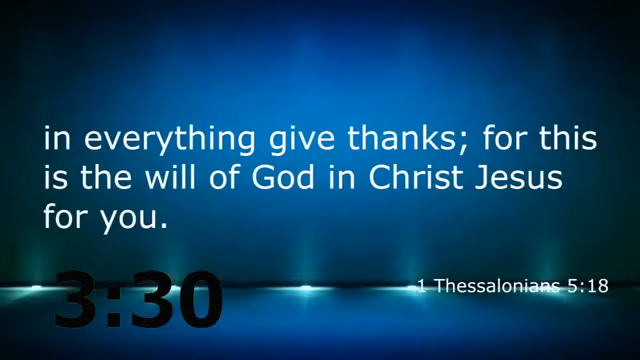 in everything give thanks; for this
is the will of God in Christ Jesus
for you.
1 Thessalonians 5:18
3:30